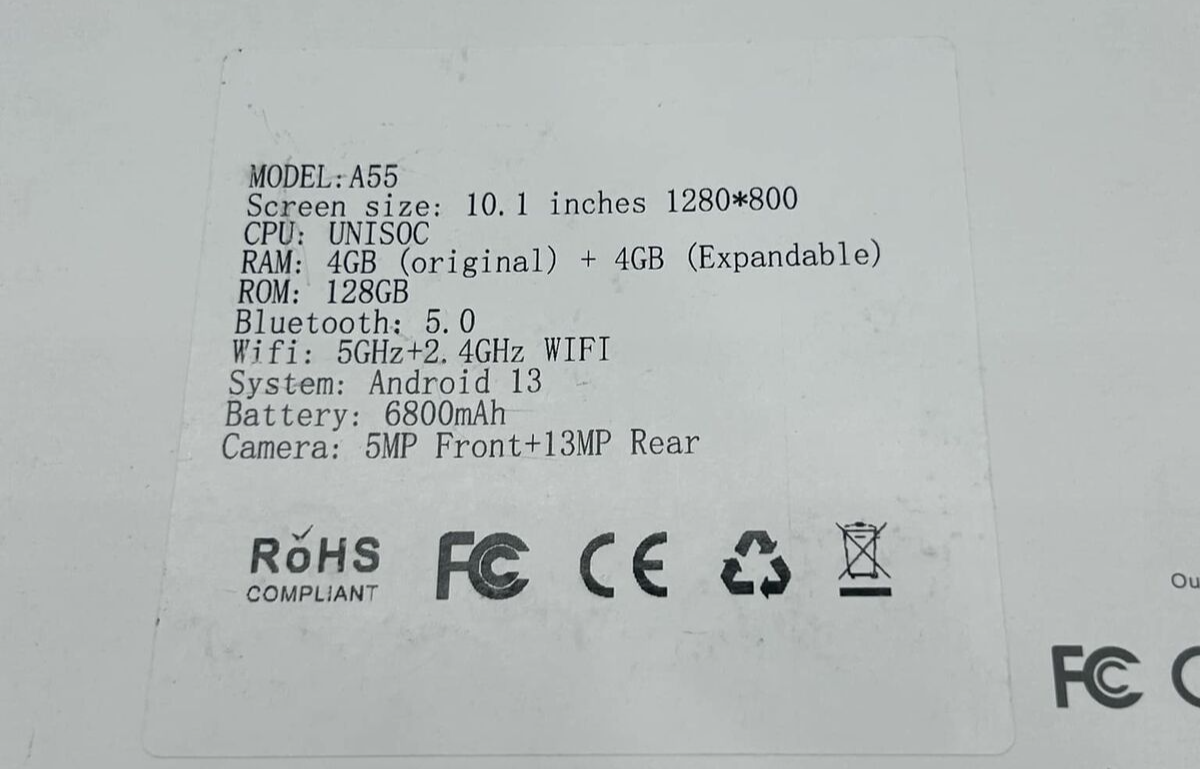 MODEL:A55
Screen size: 10.1 inches 1280*800
CPU: UNISOC
RAM: 4GB (original) + 4GB (Expandable)
ROM: 128GB
Bluetooth: 5.0
Wifi: 5GHz+2.4GHz WIFI
System: Android 13
Battery: 6800mAh
Camera: 5MP Front+13MP Rear
RoHS FC CE
COMPLIANT
FC